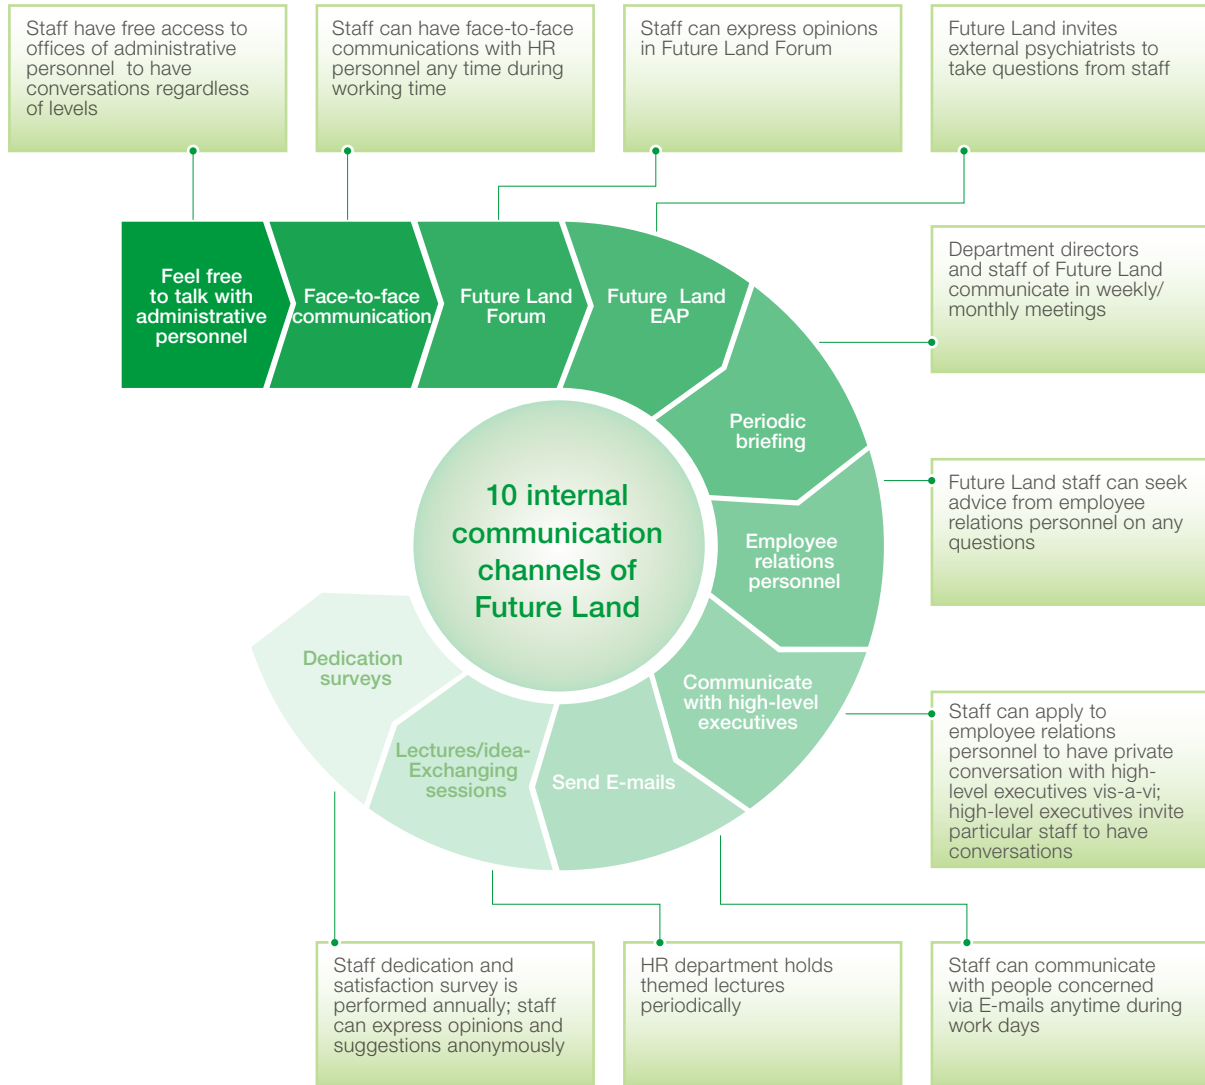 Staff have free access to
offices of administrative
personnel  to have
conversations regardless
of levels
Staff can have face-to-face
communications with HR
personnel any time during
working time
Staff can express opinions
in Future Land Forum
Future Land invites
external psychiatrists to
take questions from staff
Feel free
to talk with
administrative
personnel
Face-to-face
communication
Future Land
Forum
Future  Land
EAP
Department directors
and staff of Future Land
communicate in weekly/
monthly meetings
Periodic
briefing
10 internal
communication
channels of
Future Land
Future Land staff can seek
advice from employee
relations personnel on any
questions
Employee
relations
personnel
Communicate
with high-level
executives
Staff can apply to
employee relations
personnel to have private
conversation with high-
level executives vis-a-vi;
high-level executives invite
particular staff to have
conversations
Send E-mails
Lectures/idea-
Exchanging
sessions
Dedication
surveys
Staff dedication and
satisfaction survey is
performed annually; staff
can express opinions and
suggestions anonymously
HR department holds
themed lectures
periodically
Staff can communicate
with people concerned
via E-mails anytime during
work days